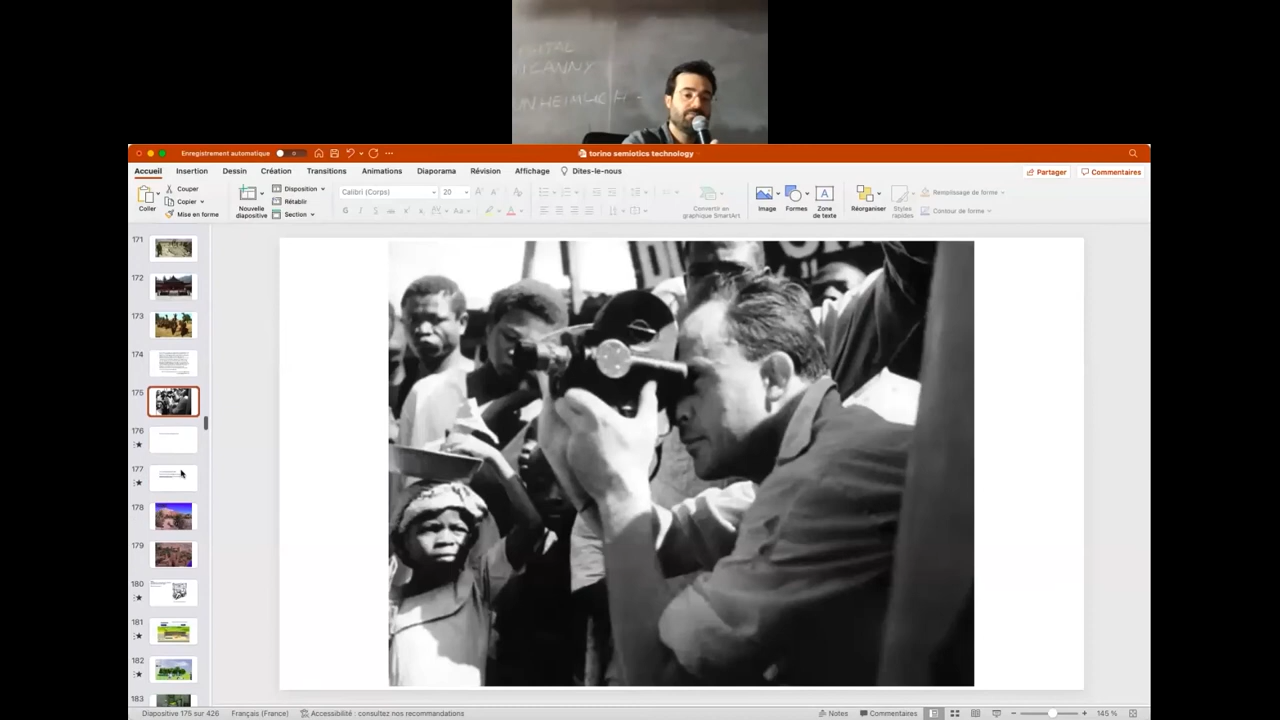 UNHEIMLICH
Enregistrement automatique
torino semiotics technology
Accueil Insertion Dessin Création Transitions Animations Diaporama Révision Affichage Dites-le-nous Partager Commentaires
Coller
Couper
Copier
Mise en forme
Nouvelle
diapositive
Disposition
Rétablir
Section
Calibri (Corps) 20
Convertir en
graphique SmartArt
Image
Formes
Zone
de texte
Réorganiser
Styles
rapides
Remplissage de forme
Contour de forme
171
172
173
174
175
176
177
178
179
180
181
182
183
Diapositive 175 sur 426 Français (France) Accessibilité : consultez nos recommandations Notes Commentaires 145 %